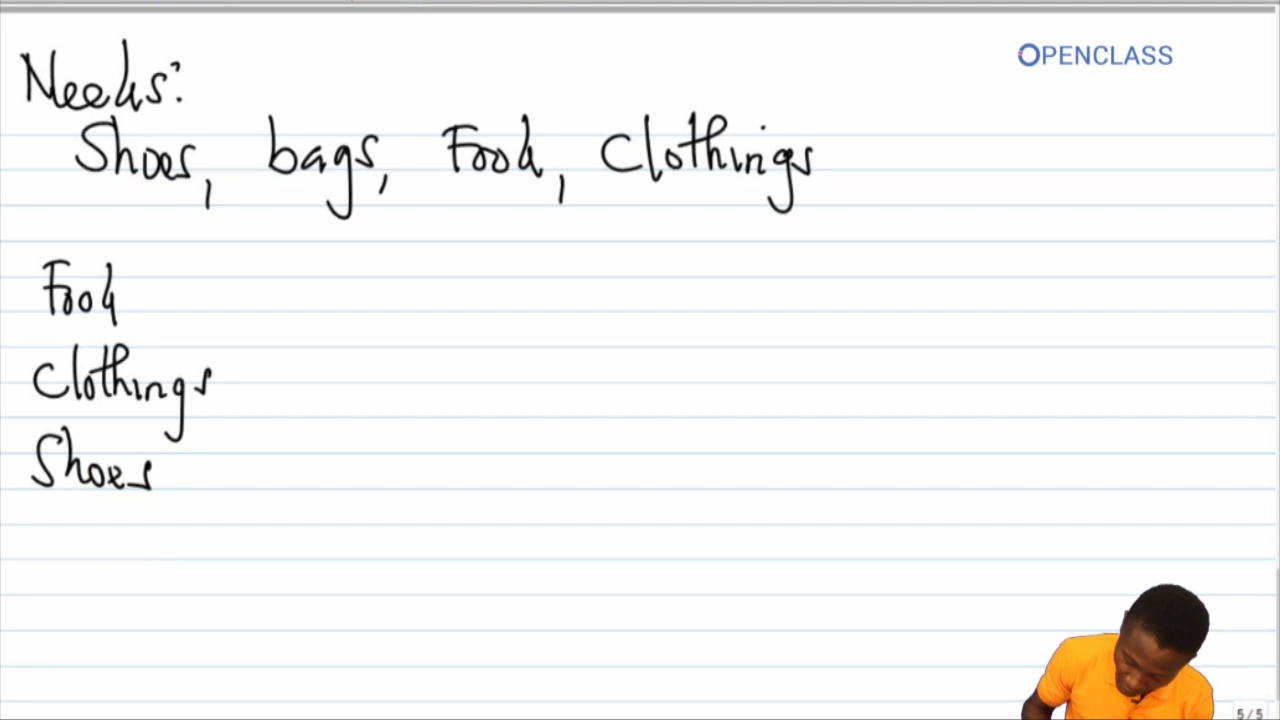 OPENCLASS
Needs:
Shoes, bags, Food, Clothings
Food
Clothings
Shoes
5/5